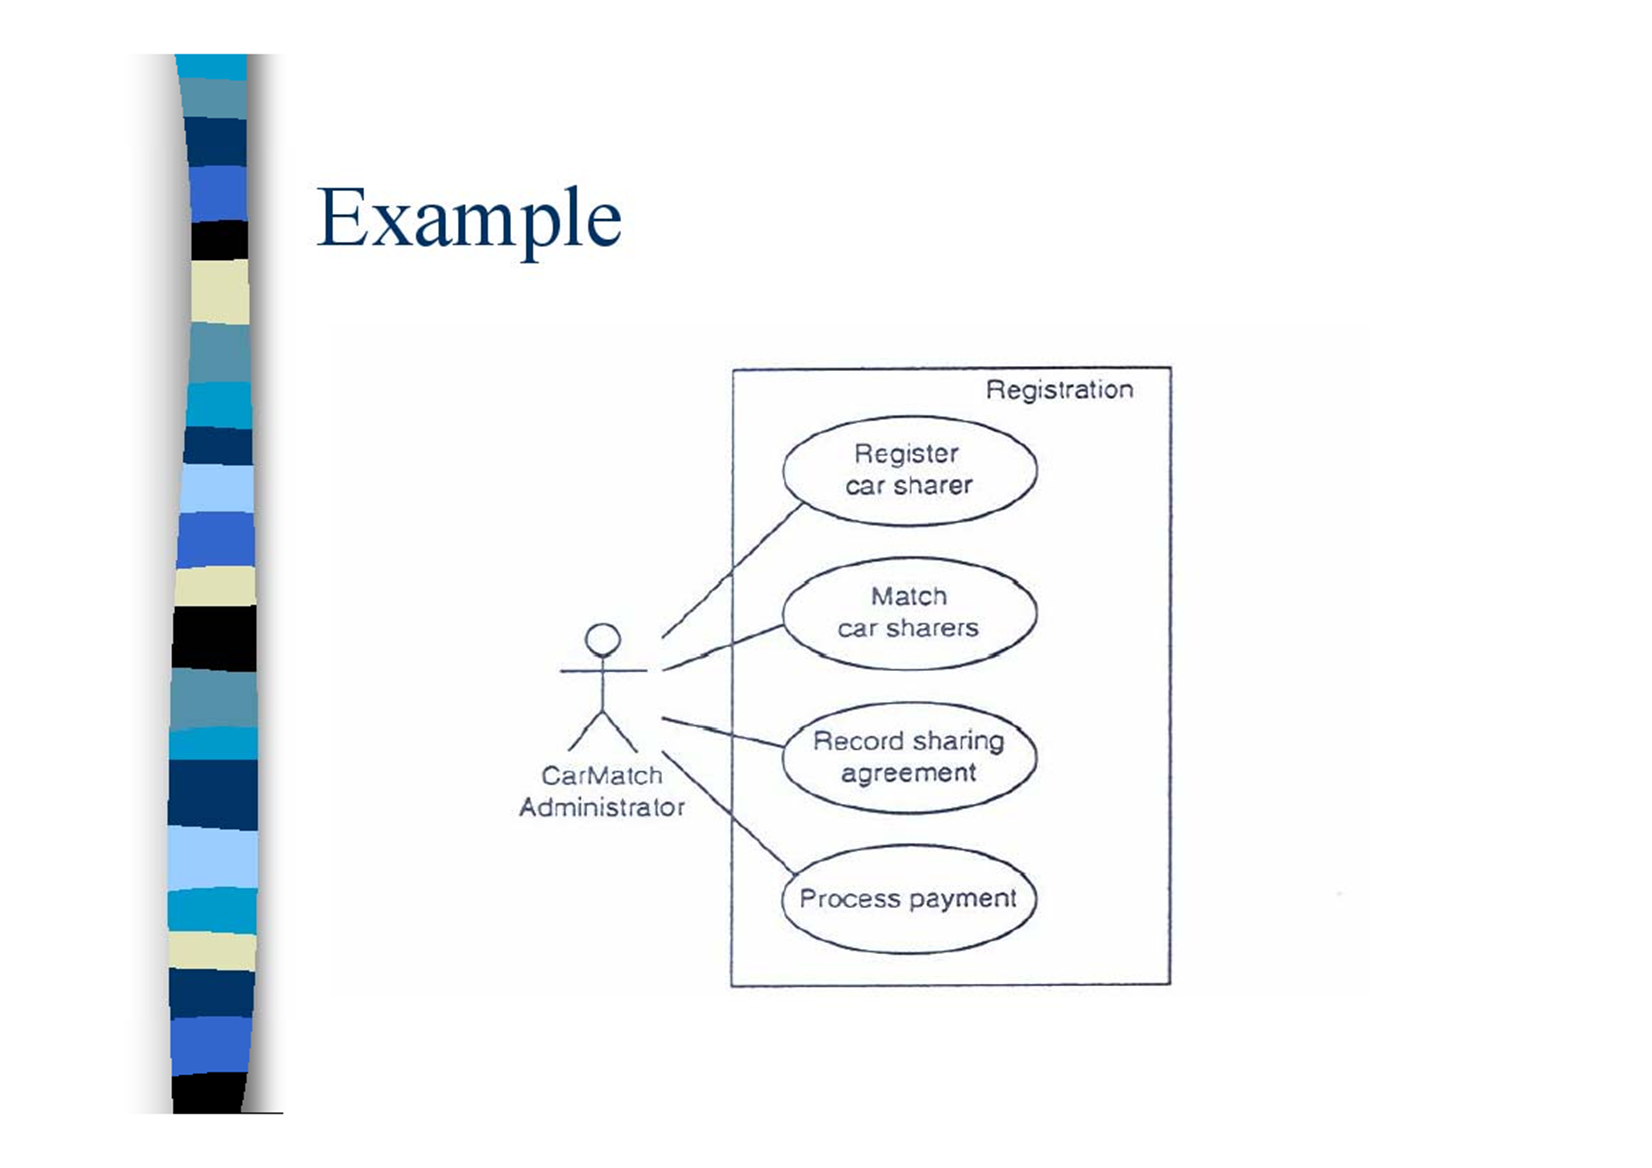 Example
Registration
Register
car sharer
Match
car sharers
Record sharing
agreement
CarMatch
Administrator
Process payment